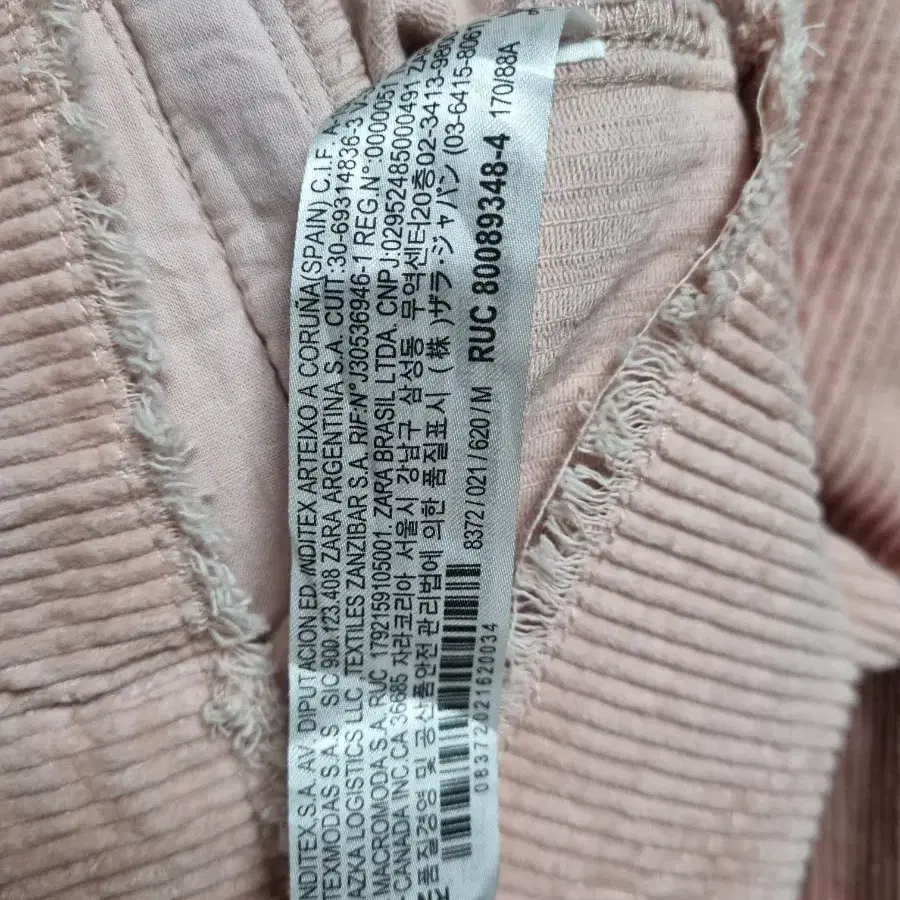 INDITEX S.A. AV. DIPUTACION ED. INDITEX ARTEIXO A CORUÑA(SPAIN) C.I.F. A
TEXMODAS S.A.S. SIC 900.123.408 ZARA ARGENTINA S.A. CUIT:30-69314836-3
AZKA LOGISTICS LLC. TEXTILES ZANZIBAR S.A. RIF-N°J30536946-1 REG.N°:0000051
MACROMODA S.A. RUC 1792159105001. ZARA BRASIL LTDA. CNPJ:02952485000491 ZA
CANADA INC.CA 36685 자라코리아 서울시 강남구 삼성동 무역센터20층02-3413-980
품질경영 및 공산품안전 관리법에 의한 품질표시 (株)ザラ・ジャパン (03-6415-8061
08372021620034
8372/021/620/M
RUC 80089348-4
170/88A